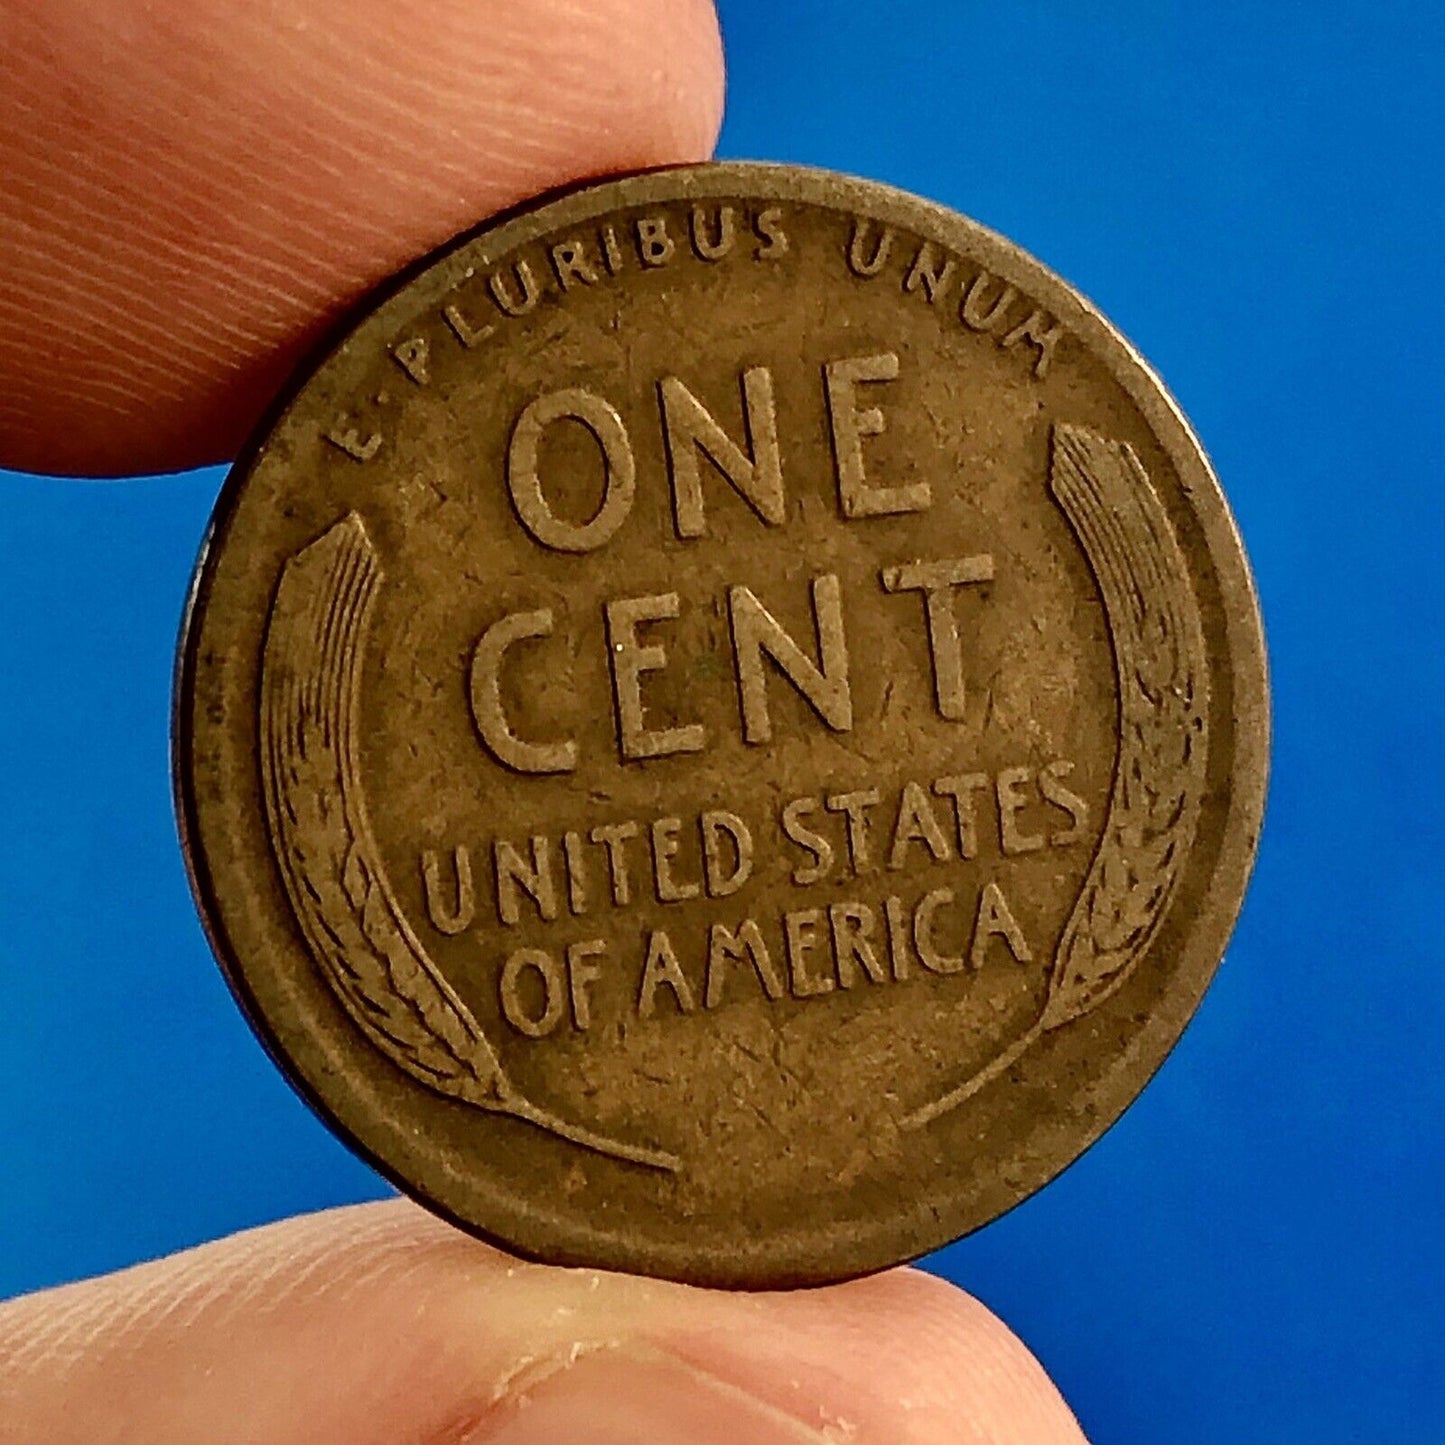 E·PLURIBUS UNUM
ONE
CENT
UNITED STATES
OF AMERICA